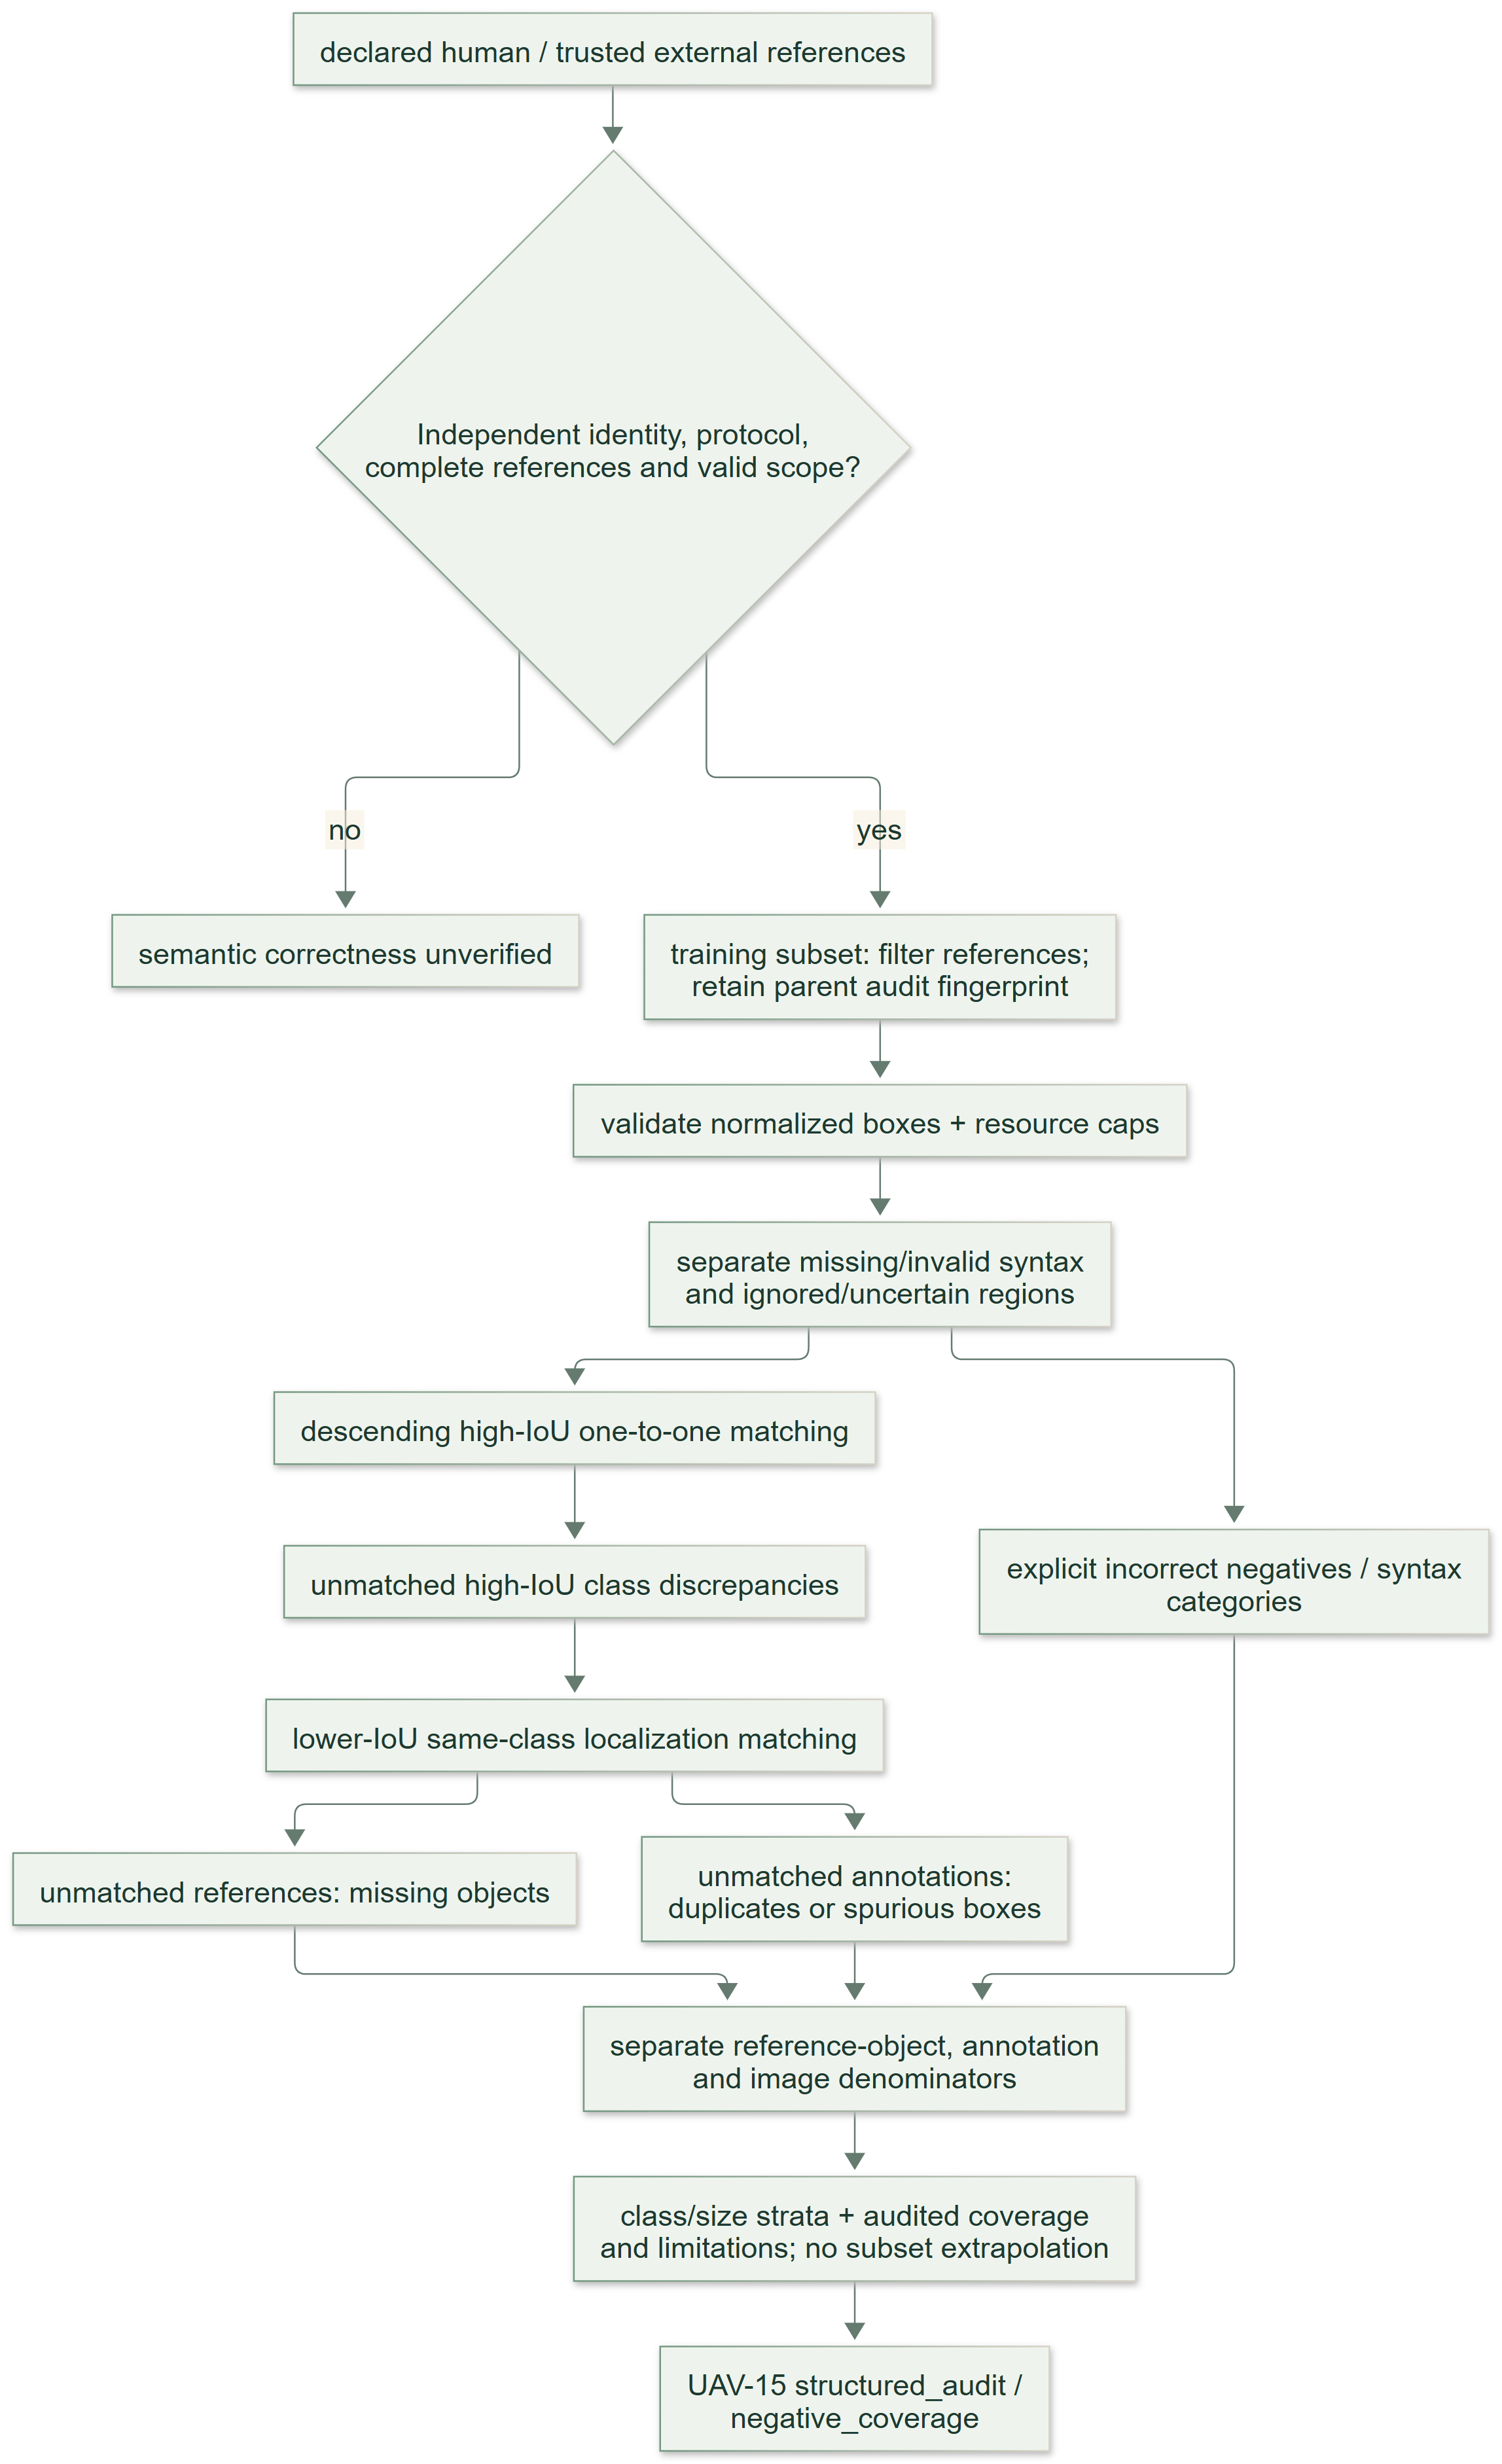 declared human / trusted external references
Independent identity, protocol,
complete references and valid scope?
no
yes
semantic correctness unverified
training subset: filter references;
retain parent audit fingerprint
validate normalized boxes + resource caps
separate missing/invalid syntax
and ignored/uncertain regions
descending high-IoU one-to-one matching
explicit incorrect negatives / syntax
categories
unmatched high-IoU class discrepancies
lower-IoU same-class localization matching
unmatched references: missing objects
unmatched annotations:
duplicates or spurious boxes
separate reference-object, annotation
and image denominators
class/size strata + audited coverage
and limitations; no subset extrapolation
UAV-15 structured_audit /
negative_coverage